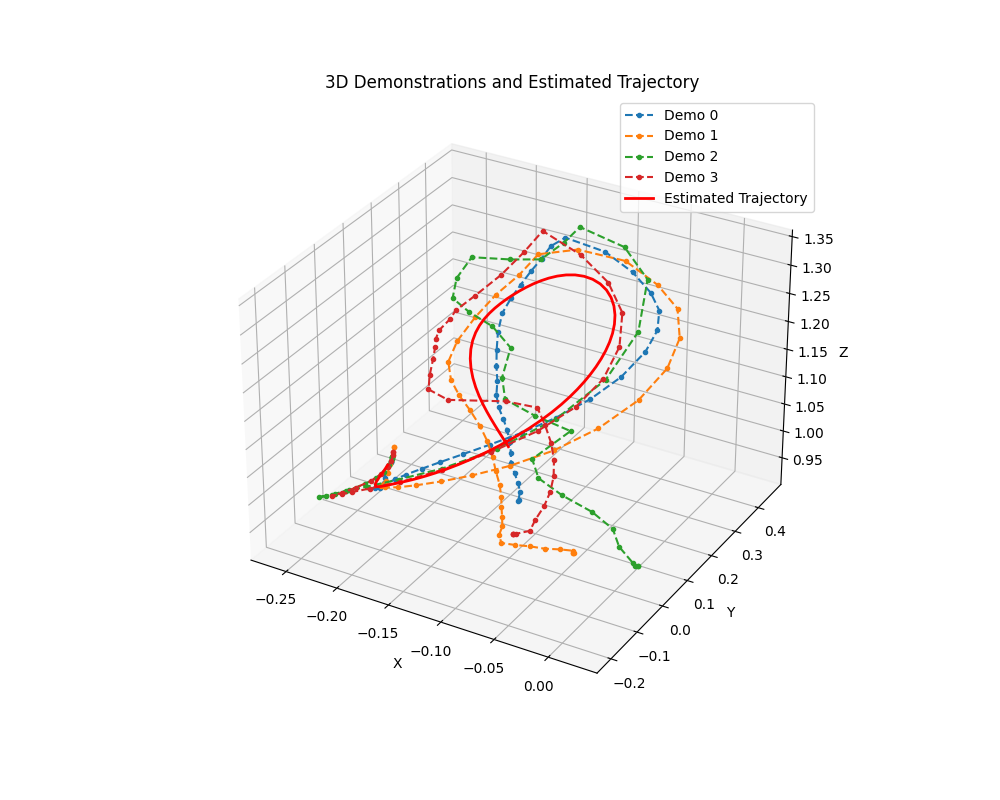 3D Demonstrations and Estimated Trajectory
Demo 0
Demo 1
Demo 2
Demo 3
Estimated Trajectory
1.35
1.30
1.25
1.20
1.15
1.10
1.05
1.00
0.95
Z
0.4
0.3
0.2
0.1
0.0
−0.1
−0.2
Y
−0.25
−0.20
−0.15
−0.10
−0.05
0.00
X